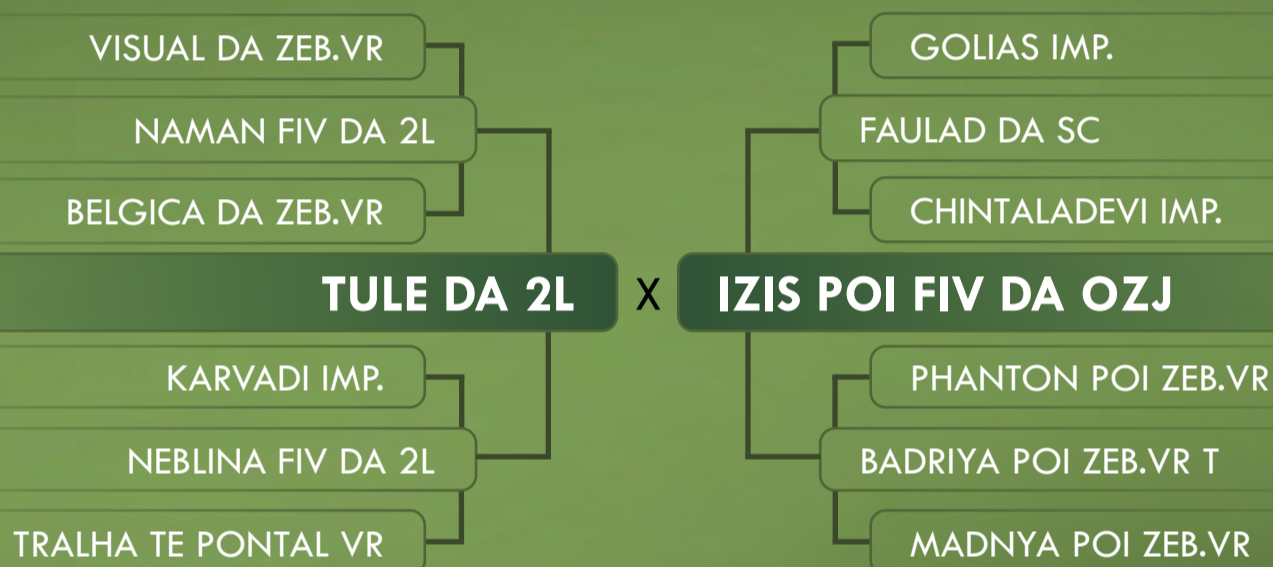 VISUAL DA ZEB.VR
NAMAN FIV DA 2L
BELGICA DA ZEB.VR
TULE DA 2L
KARVADI IMP.
NEBLINA FIV DA 2L
TRALHA TE PONTAL VR
X
GOLIAS IMP.
FAULAD DA SC
CHINTALADEVI IMP.
IZIS POI FIV DA OZJ
PHANTON POI ZEB.VR
BADRIYA POI ZEB.VR T
MADNYA POI ZEB.VR